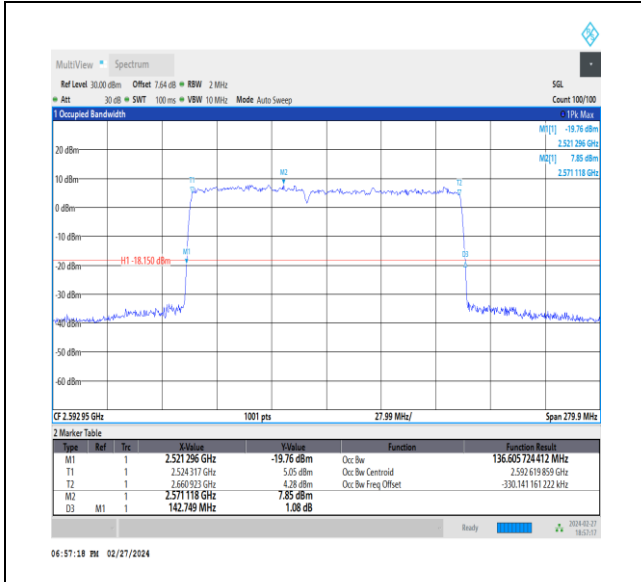 MultiView Spectrum
Ref Level 30.00 dBm Offset 7.64 dB RBW 2 MHz SGL
Att 30 dB SWT 100 ms VBW 10 MHz Mode Auto Sweep Count 100/100
1 Occupied Bandwidth 1Pk Max
M1[1] -19.76 dBm
2.521 296 GHz
M2[1] 7.85 dBm
2.571 118 GHz
20 dBm
10 dBm
T1 M2 T2
0 dBm
-10 dBm
M1 D3
H1 -18.150 dBm
-20 dBm
-30 dBm
-40 dBm
-50 dBm
-60 dBm
CF 2.592 95 GHz 1001 pts 27.99 MHz/ Span 279.9 MHz
2 Marker Table
Type Ref Trc X-Value Y-Value Function Function Result
M1 1 2.521 296 GHz -19.76 dBm Occ Bw 136.605 724 412 MHz
T1 1 2.524 317 GHz 5.05 dBm Occ Bw Centroid 2.592 619 859 GHz
T2 1 2.660 923 GHz 4.28 dBm Occ Bw Freq Offset -330.141 161 222 kHz
M2 1 2.571 118 GHz 7.85 dBm
D3 M1 1 142.749 MHz 1.08 dB
Ready 2024-02-27
18:57:17
06:57:18 PM 02/27/2024